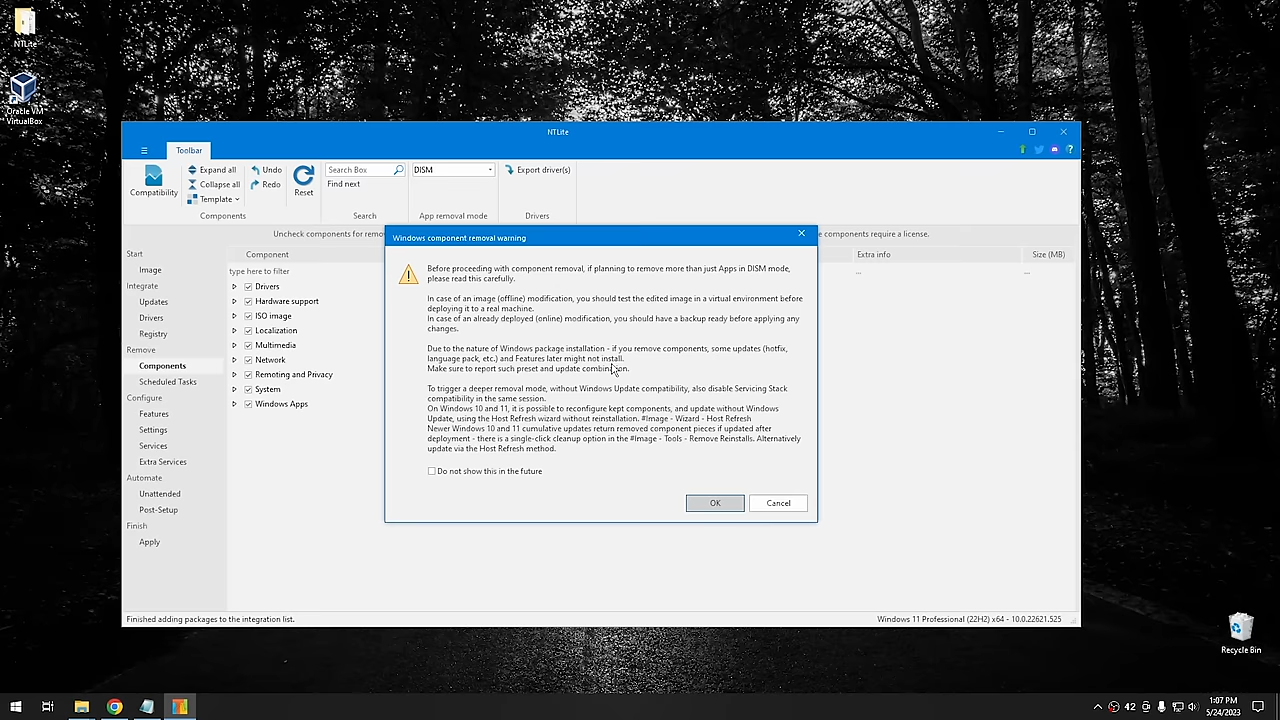 NTLite
Oracle VM
VirtualBox
NTLite
Toolbar
Compatibility
Expand all
Collapse all
Template
Components
Undo
Redo
Reset
Search Box
Find next
Search
DISM
App removal mode
Export driver(s)
Drivers
Uncheck components for remov
e components require a license.
Start
Image
Integrate
Updates
Drivers
Registry
Remove
Components
Scheduled Tasks
Configure
Features
Settings
Services
Extra Services
Automate
Unattended
Post-Setup
Finish
Apply
Component
Extra info
Size (MB)
type here to filter
...
...
Drivers
Hardware support
ISO image
Localization
Multimedia
Network
Remoting and Privacy
System
Windows Apps
Windows component removal warning
Before proceeding with component removal, if planning to remove more than just Apps in DISM mode,
please read this carefully.
In case of an image (offline) modification, you should test the edited image in a virtual environment before
deploying it to a real machine.
In case of an already deployed (online) modification, you should have a backup ready before applying any
changes.
Due to the nature of Windows package installation - if you remove components, some updates (hotfix,
language pack, etc.) and Features later might not install.
Make sure to report such preset and update combination.
To trigger a deeper removal mode, without Windows Update compatibility, also disable Servicing Stack
compatibility in the same session.
On Windows 10 and 11, it is possible to reconfigure kept components, and update without Windows
Update, using the Host Refresh wizard without reinstallation. #Image - Wizard - Host Refresh
Newer Windows 10 and 11 cumulative updates return removed component pieces if updated after
deployment - there is a single-click cleanup option in the #Image - Tools - Remove Reinstalls. Alternatively
update via the Host Refresh method.
Do not show this in the future
OK
Cancel
Finished adding packages to the integration list.
Windows 11 Professional (22H2) x64 - 10.0.22621.525
Recycle Bin
42
1:07 PM
5/24/2023